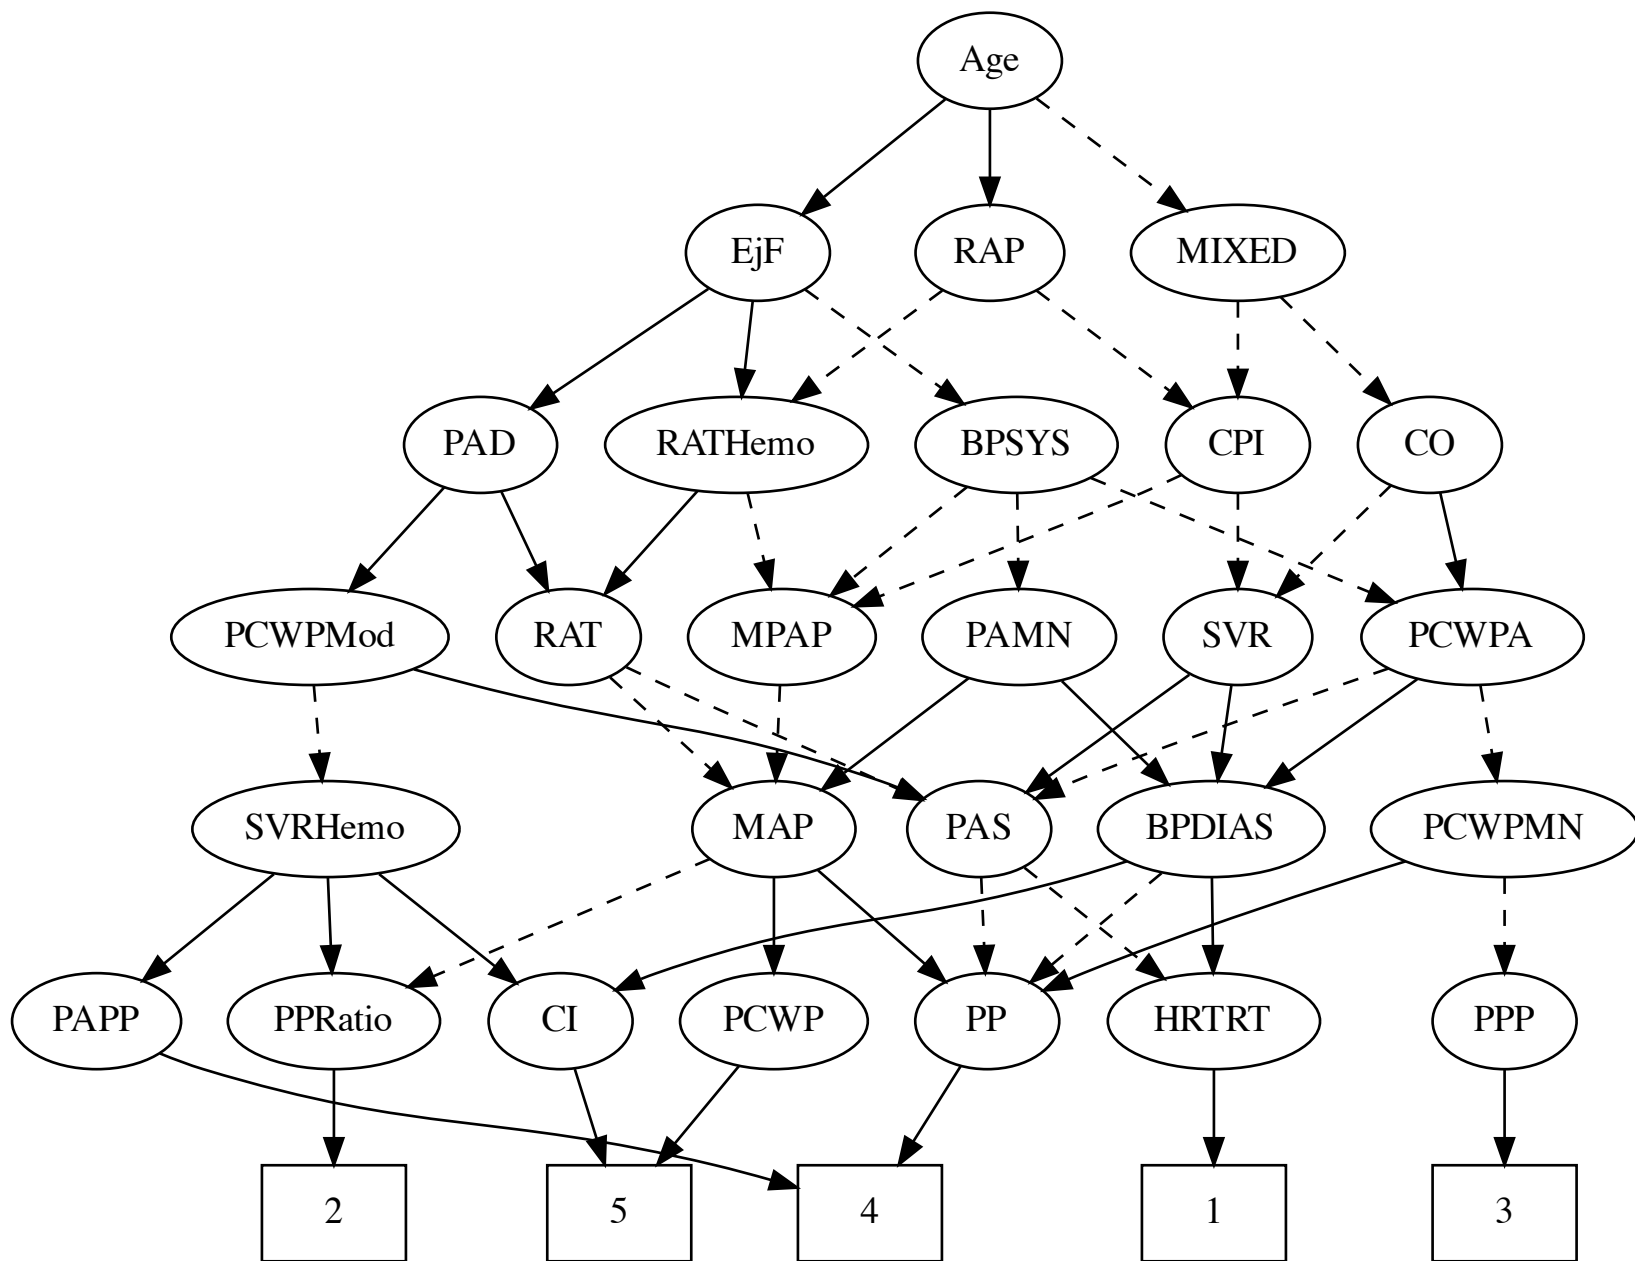 Age
EjF
RAP
MIXED
PAD
RATHemo
BPSYS
CPI
CO
PCWPMod
RAT
MPAP
PAMN
SVR
PCWPA
SVRHemo
MAP
PAS
BPDIAS
PCWPMN
PAPP
PPRatio
CI
PCWP
PP
HRTRT
PPP
2
5
4
1
3